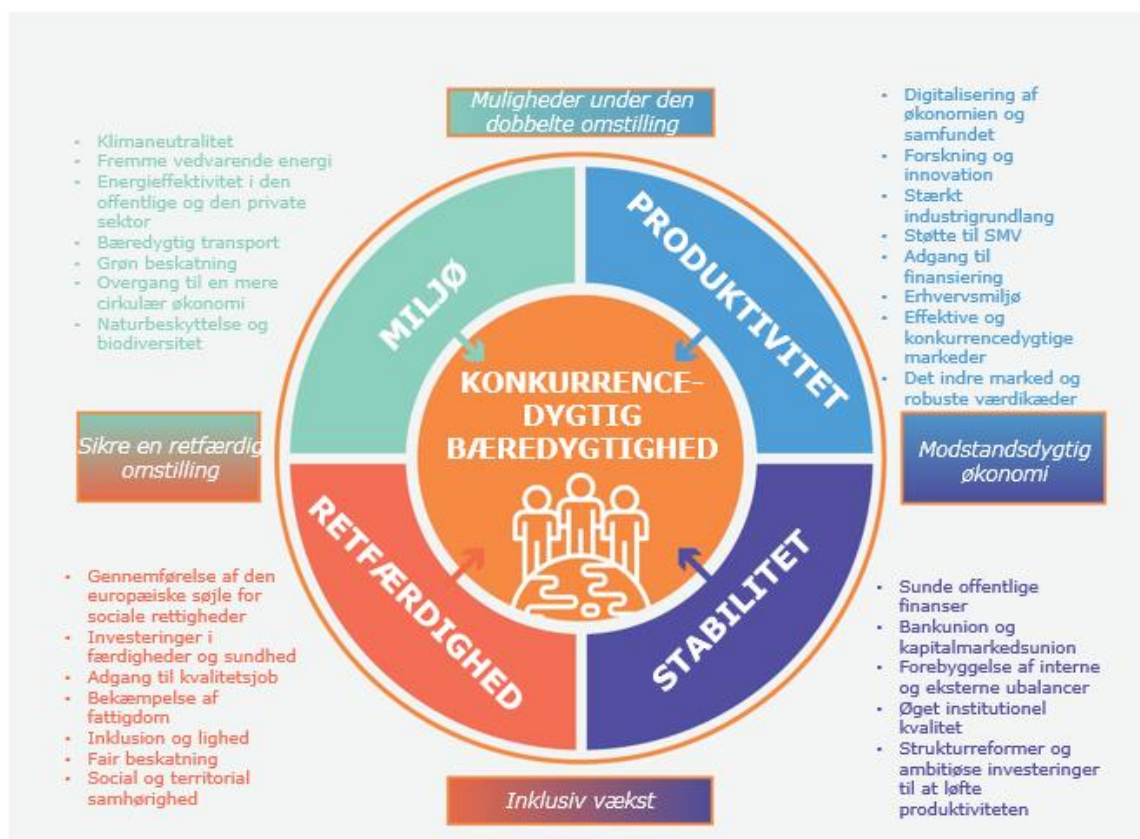 Muligheder under den
dobbelte omstilling
- Klimaneutralitet
- Fremme vedvarende energi
- Energieffektivitet i den
offentlige og den private
sektor
- Bæredygtig transport
- Grøn beskatning
- Overgang til en mere
cirkulær økonomi
- Naturbeskyttelse og
biodiversitet
- Digitalisering af
økonomien og
samfundet
- Forskning og
innovation
- Stærkt
industrigrundlang
- Støtte til SMV
- Adgang til
finansiering
- Erhvervsmiljø
- Effektive og
konkurrencedygtige
markeder
- Det indre marked og
robuste værdikæder
MILJØ
PRODUKTIVITET
KONKURRENCE-
DYGTIG
BÆREDYGTIGHED
Sikre en retfærdig
omstilling
Modstandsdygtig
økonomi
RETFÆRDIGHED
STABILITET
- Gennemførelse af den
europæiske søjle for
sociale rettigheder
- Investeringer i
færdigheder og sundhed
- Adgang til kvalitetsjob
- Bekæmpelse af
fattigdom
- Inklusion og lighed
- Fair beskatning
- Social og territorial
samhørighed
- Sunde offentlige
finanser
- Bankunion og
kapitalmarkedsunion
- Forebyggelse af interne
og eksterne ubalancer
- Øget institutionel
kvalitet
- Strukturreformer og
ambitiøse investeringer
til at løfte
produktiviteten
Inklusiv vækst